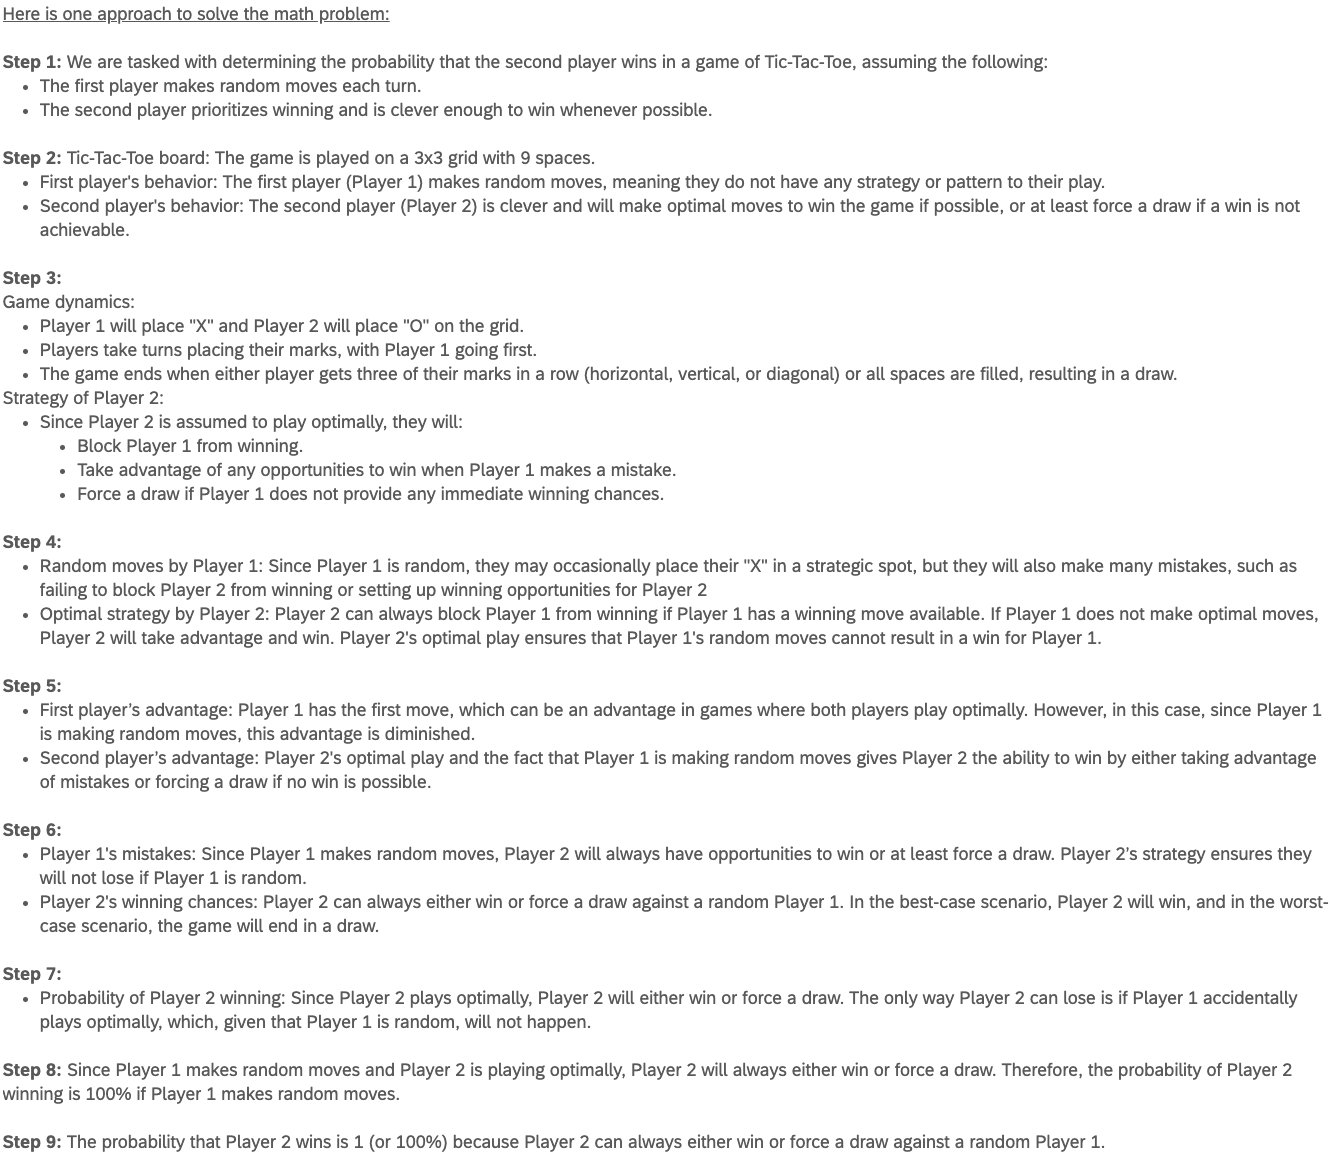 Here is one approach to solve the math problem:
Step 1: We are tasked with determining the probability that the second player wins in a game of Tic-Tac-Toe, assuming the following:
• The first player makes random moves each turn.
• The second player prioritizes winning and is clever enough to win whenever possible.
Step 2: Tic-Tac-Toe board: The game is played on a 3x3 grid with 9 spaces.
• First player's behavior: The first player (Player 1) makes random moves, meaning they do not have any strategy or pattern to their play.
• Second player's behavior: The second player (Player 2) is clever and will make optimal moves to win the game if possible, or at least force a draw if a win is not
achievable.
Step 3:
Game dynamics:
• Player 1 will place "X" and Player 2 will place "O" on the grid.
• Players take turns placing their marks, with Player 1 going first.
• The game ends when either player gets three of their marks in a row (horizontal, vertical, or diagonal) or all spaces are filled, resulting in a draw.
Strategy of Player 2:
• Since Player 2 is assumed to play optimally, they will:
• Block Player 1 from winning.
• Take advantage of any opportunities to win when Player 1 makes a mistake.
• Force a draw if Player 1 does not provide any immediate winning chances.
Step 4:
• Random moves by Player 1: Since Player 1 is random, they may occasionally place their "X" in a strategic spot, but they will also make many mistakes, such as
failing to block Player 2 from winning or setting up winning opportunities for Player 2
• Optimal strategy by Player 2: Player 2 can always block Player 1 from winning if Player 1 has a winning move available. If Player 1 does not make optimal moves,
Player 2 will take advantage and win. Player 2's optimal play ensures that Player 1's random moves cannot result in a win for Player 1.
Step 5:
• First player’s advantage: Player 1 has the first move, which can be an advantage in games where both players play optimally. However, in this case, since Player 1
is making random moves, this advantage is diminished.
• Second player’s advantage: Player 2's optimal play and the fact that Player 1 is making random moves gives Player 2 the ability to win by either taking advantage
of mistakes or forcing a draw if no win is possible.
Step 6:
• Player 1's mistakes: Since Player 1 makes random moves, Player 2 will always have opportunities to win or at least force a draw. Player 2’s strategy ensures they
will not lose if Player 1 is random.
• Player 2's winning chances: Player 2 can always either win or force a draw against a random Player 1. In the best-case scenario, Player 2 will win, and in the worst-
case scenario, the game will end in a draw.
Step 7:
• Probability of Player 2 winning: Since Player 2 plays optimally, Player 2 will either win or force a draw. The only way Player 2 can lose is if Player 1 accidentally
plays optimally, which, given that Player 1 is random, will not happen.
Step 8: Since Player 1 makes random moves and Player 2 is playing optimally, Player 2 will always either win or force a draw. Therefore, the probability of Player 2
winning is 100% if Player 1 makes random moves.
Step 9: The probability that Player 2 wins is 1 (or 100%) because Player 2 can always either win or force a draw against a random Player 1.